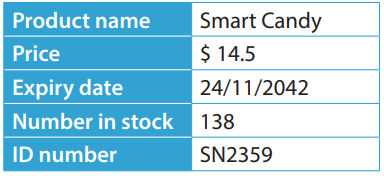 Product name Smart Candy
Price $ 14.5
Expiry date 24/11/2042
Number in stock 138
ID number SN2359